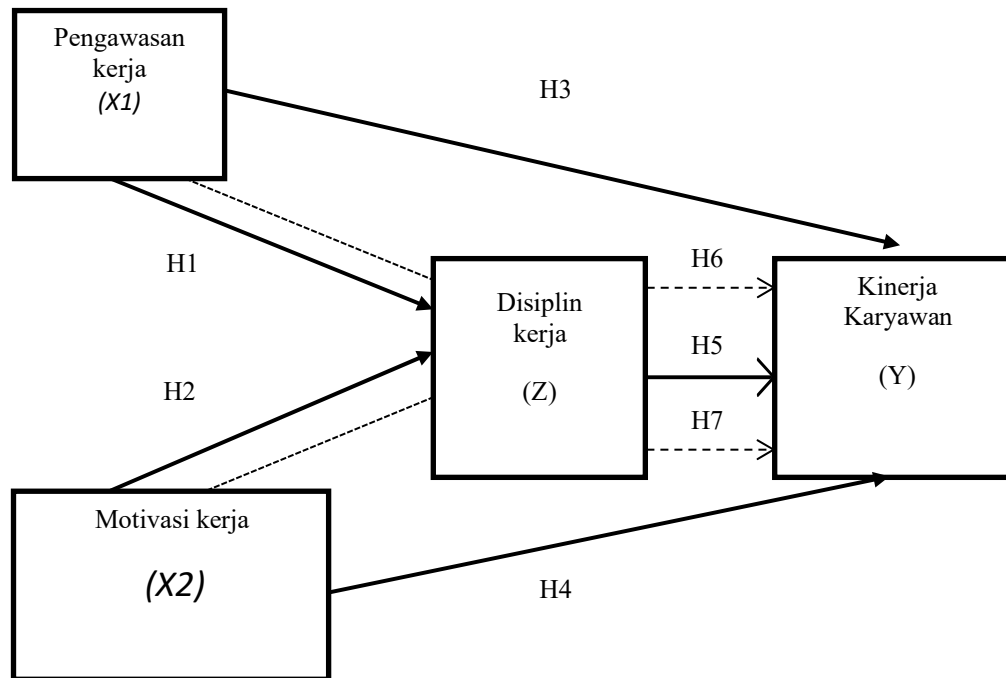 Pengawasan
kerja
(X1)
H3
H1
H6
Disiplin
kerja
(Z)
Kinerja
Karyawan
(Y)
H5
H2
H7
Motivasi kerja
(X2)
H4